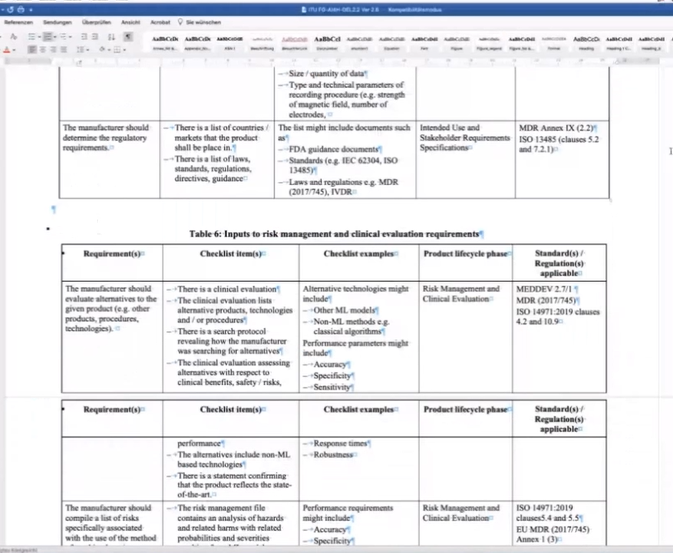 ITU FG-AI4H-DEL2.2 Ver 2.6 - Kompatibilitätsmodus
Referenzen Sendungen Überprüfen Ansicht Acrobat Sie wünschen
– Size / quantity of data
– Type and technical parameters of
recording procedure (e.g. strength
of magnetic field, number of
electrodes,
The manufacturer should
determine the regulatory
requirements.
– There is a list of countries /
markets that the product
shall be place in.
– There is a list of laws,
standards, regulations,
directives, guidance
The list might include documents such
as
– FDA guidance documents
– Standards (e.g. IEC 62304, ISO
13485)
– Laws and regulations e.g. MDR
(2017/745), IVDR
Intended Use and
Stakeholder Requirements
Specifications
MDR Annex IX (2.2)
ISO 13485 (clauses 5.2
and 7.2.1)
Table 6: Inputs to risk management and clinical evaluation requirements
Requirement(s)
Checklist item(s)
Checklist examples
Product lifecycle phase
Standard(s) /
Regulation(s)
applicable
The manufacturer should
evaluate alternatives to the
given product (e.g. other
products, procedures,
technologies).
– There is a clinical evaluation
– The clinical evaluation lists
alternative products, technologies
and / or procedures
– There is a search protocol
revealing how the manufacturer
was searching for alternatives
– The clinical evaluation assessing
alternatives with respect to
clinical benefits, safety / risks,
Alternative technologies might
include
– Other ML models
– Non-ML methods e.g.
classical algorithms
Performance parameters might
include
– Accuracy
– Specificity
– Sensitivity
Risk Management and
Clinical Evaluation
MEDDEV 2.7/1
MDR (2017/745)
ISO 14971:2019 clauses
4.2 and 10.9
Requirement(s)
Checklist item(s)
Checklist examples
Product lifecycle phase
Standard(s) /
Regulation(s)
applicable
performance
– The alternatives include non-ML
based technologies
– There is a statement confirming
that the product reflects the state-
of-the-art.
– Response times
– Robustness
The manufacturer should
compile a list of risks
specifically associated
with the use of the method
– The risk management file
contains an analysis of hazards
and related harms with related
probabilities and severities
Performance requirements
might include
– Accuracy
– Specificity
Risk Management and
Clinical Evaluation
ISO 14971:2019
clauses5.4 and 5.5
EU MDR (2017/745)
Annex 1 (3)